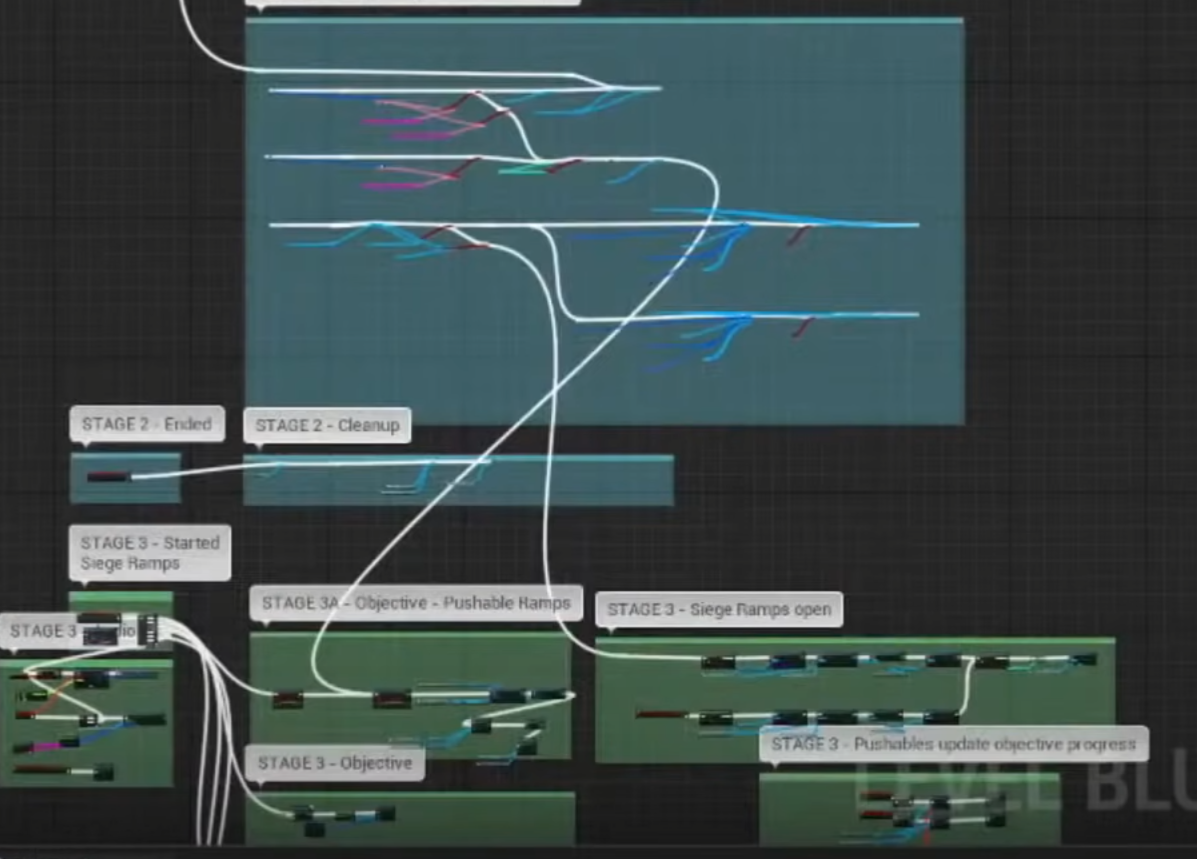 STAGE 2 - Ended
STAGE 2 - Cleanup
STAGE 3 - Started
Siege Ramps
STAGE 3A - Objective - Pushable Ramps
STAGE 3 - Siege Ramps open
STAGE 3
STAGE 3 - Pushables update objective progress
STAGE 3 - Objective
LEVEL BLU